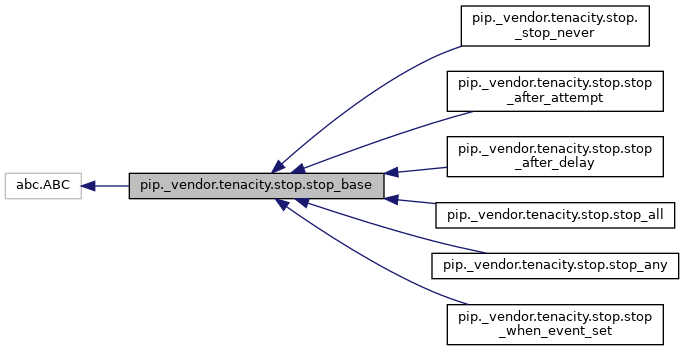 abc.ABC
pip._vendor.tenacity.stop.stop_base
pip._vendor.tenacity.stop.
_stop_never
pip._vendor.tenacity.stop.stop
_after_attempt
pip._vendor.tenacity.stop.stop
_after_delay
pip._vendor.tenacity.stop.stop_all
pip._vendor.tenacity.stop.stop_any
pip._vendor.tenacity.stop.stop
_when_event_set